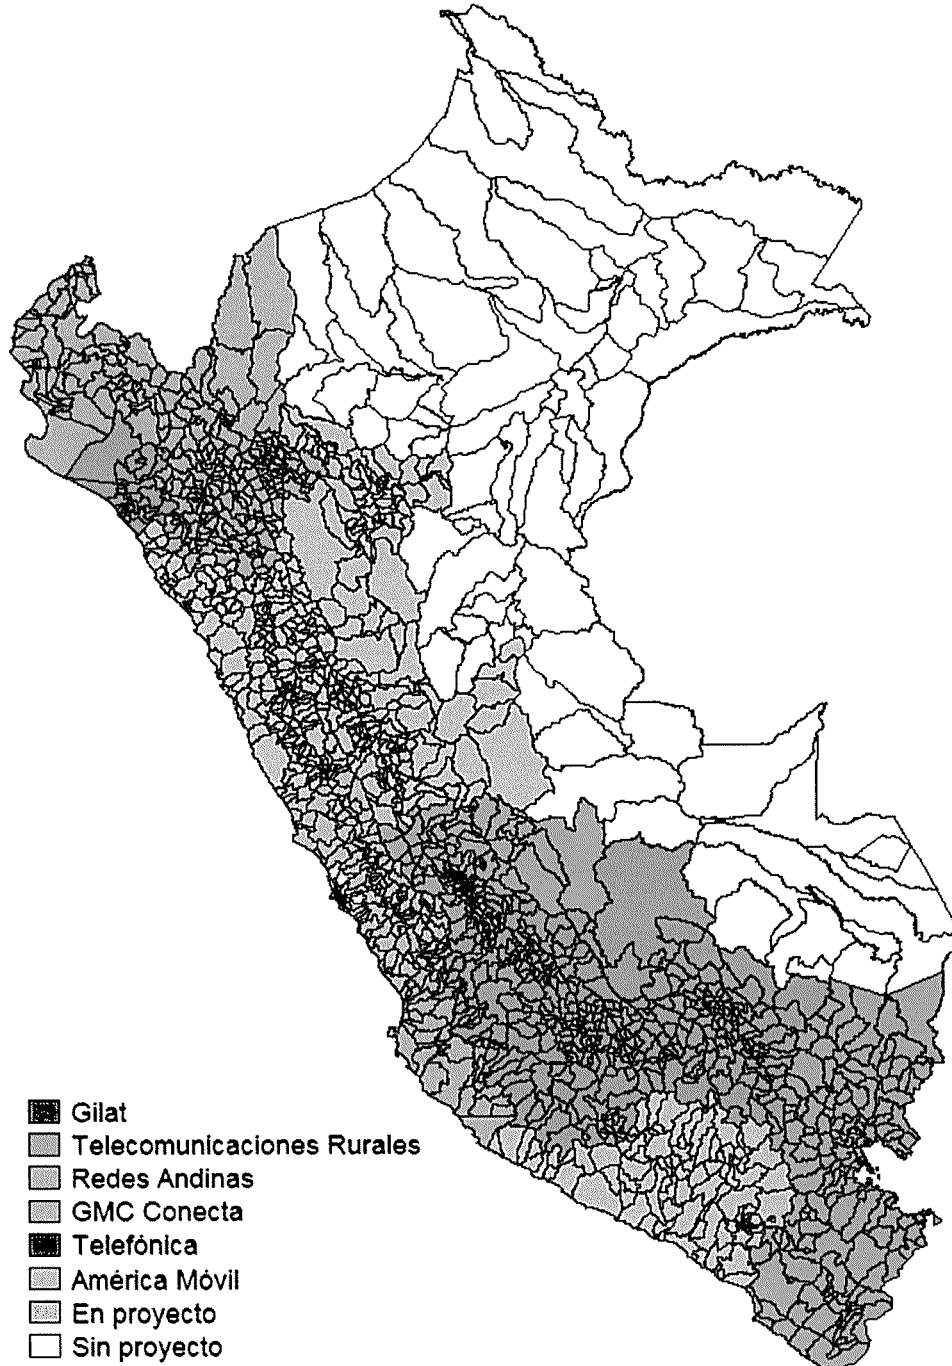 Gilat
Telecomunicaciones Rurales
Redes Andinas
GMC Conecta
Telefónica
América Móvil
En proyecto
Sin proyecto